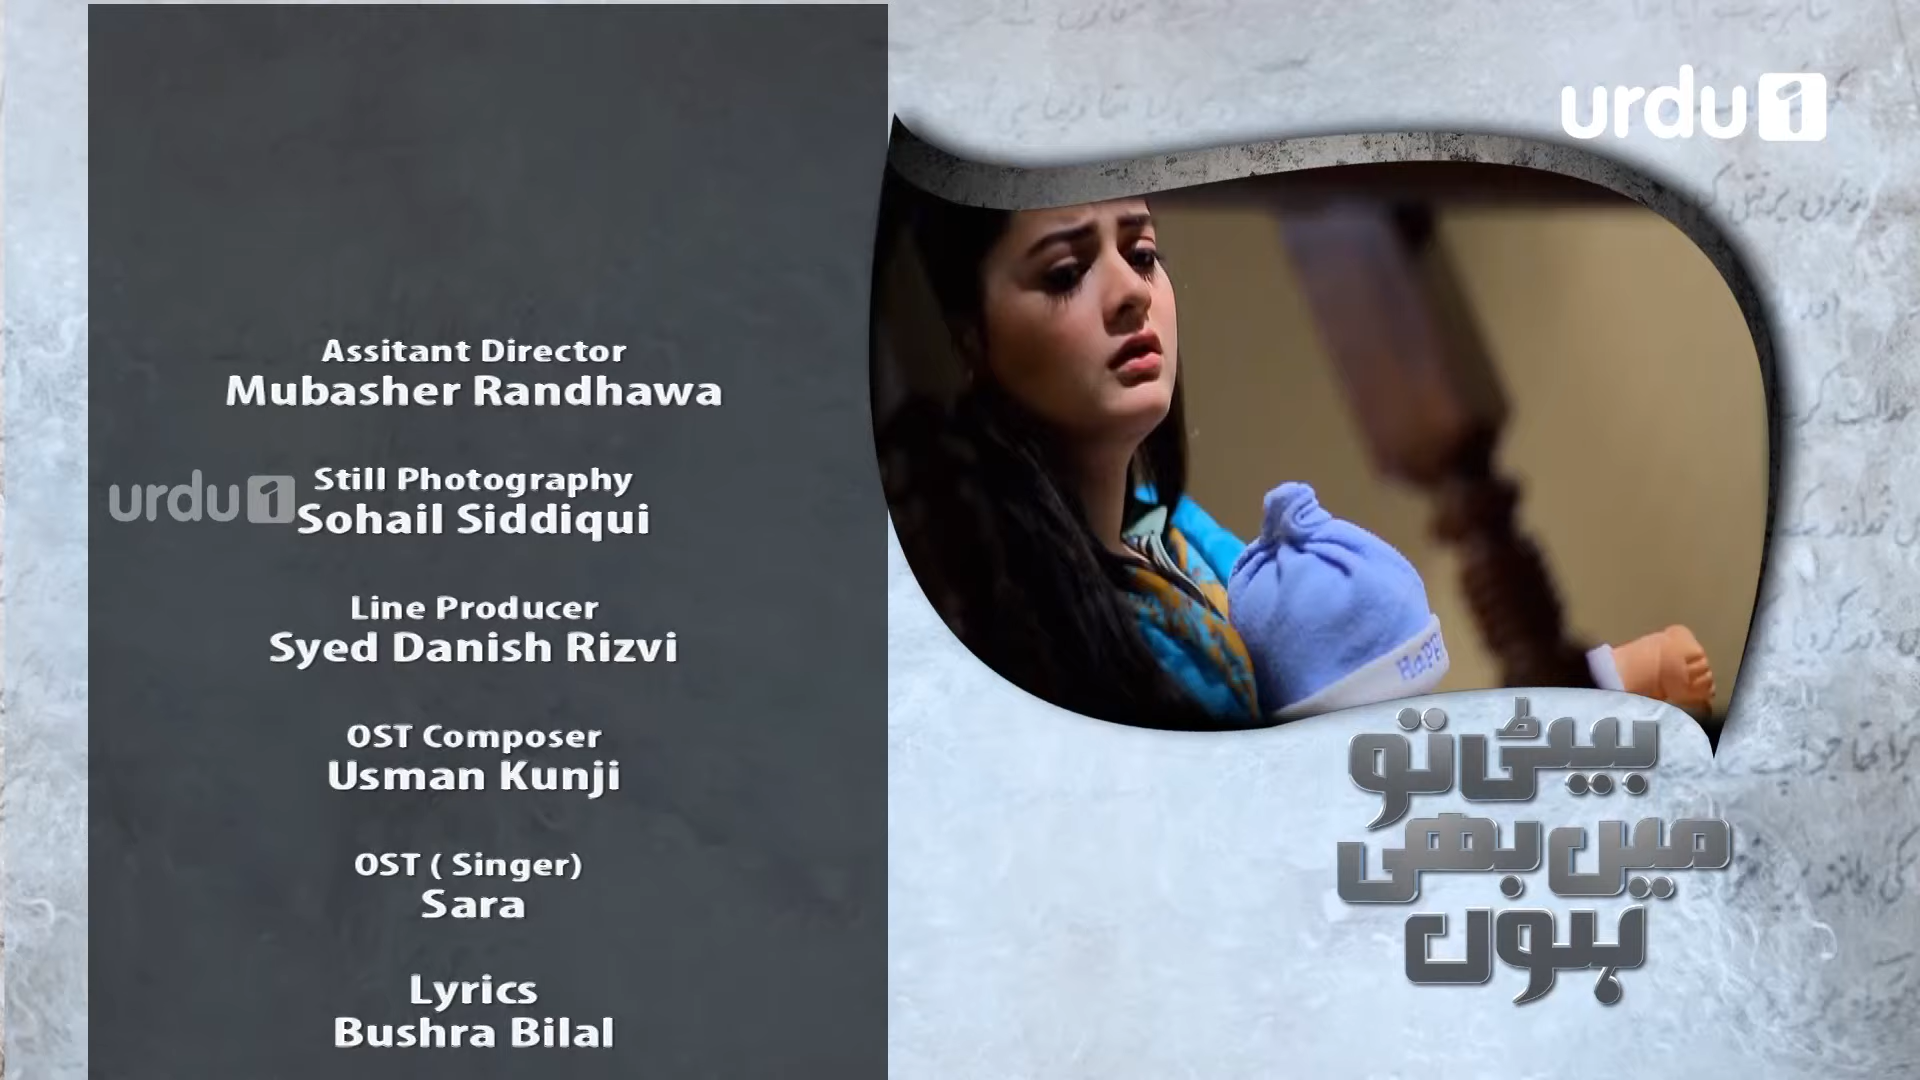 Assitant Director
Mubasher Randhawa
Still Photography
Sohail Siddiqui
Line Producer
Syed Danish Rizvi
OST Composer
Usman Kunji
OST ( Singer)
Sara
Lyrics
Bushra Bilal
urdu1
urdu1
HaPP
بیٹی تو
میں بھی
ہوں